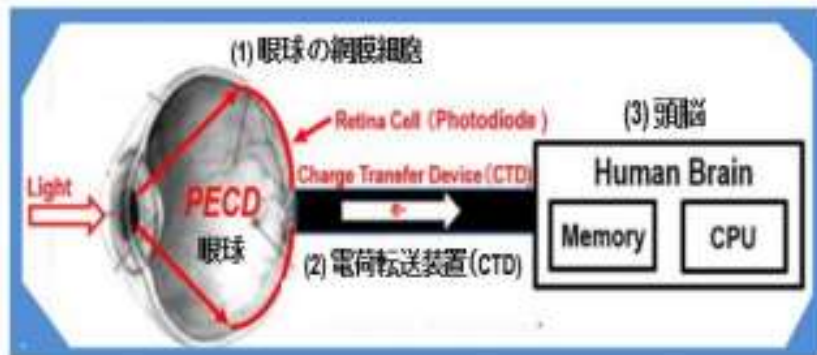 (1) 眼球の網膜細胞
Retina Cell (Photodiode)
(3) 頭脳
Light
PECD
眼球
Charge Transfer Device (CTD)
e-
(2) 電荷転送装置(CTD)
Human Brain
Memory
CPU